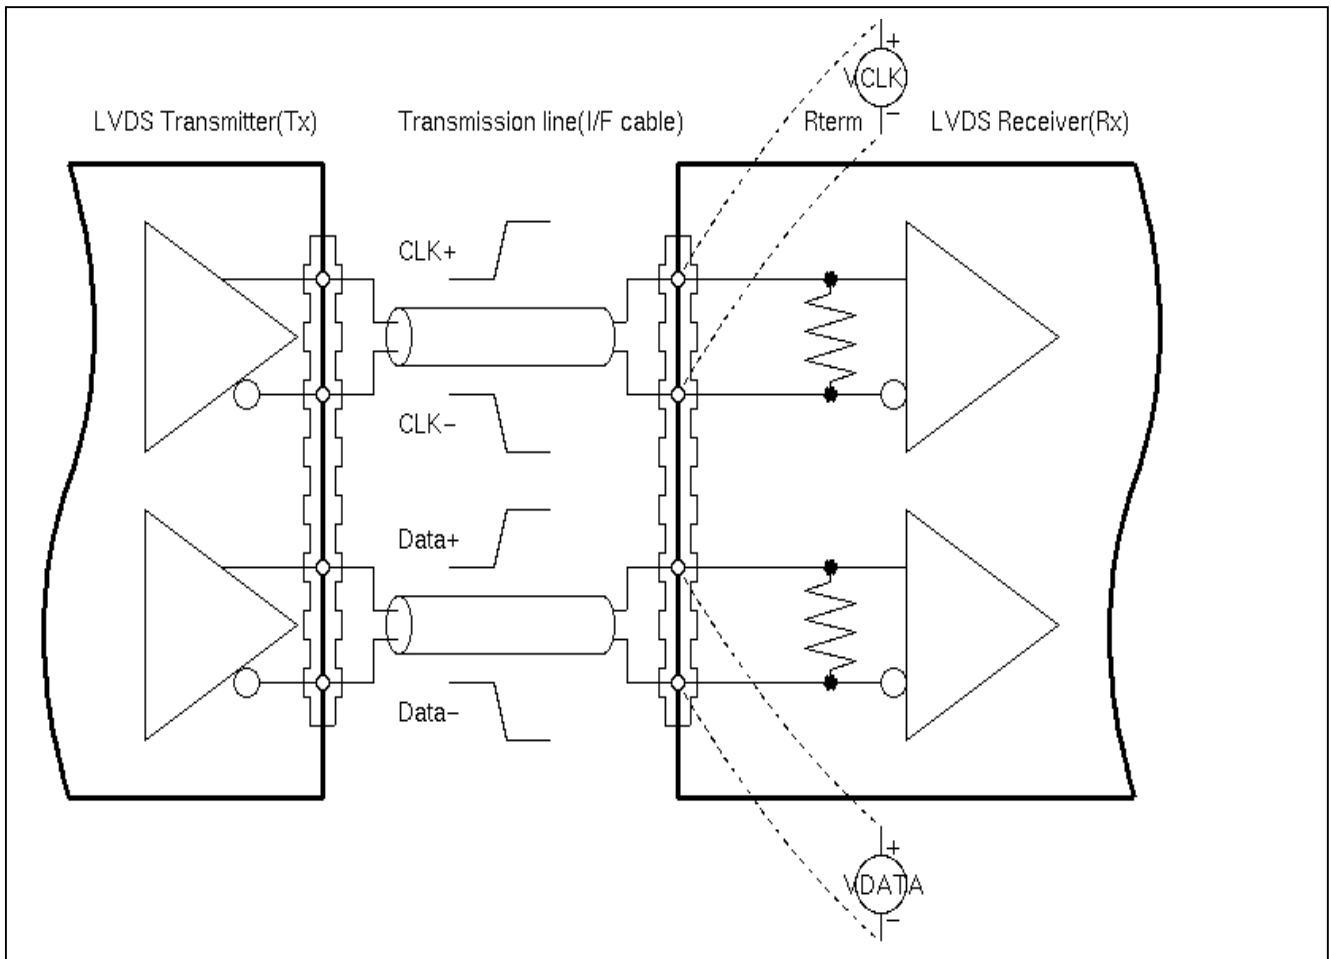 +
VCLK
−
LVDS Transmitter(Tx)
Transmission line(I/F cable)
Rterm
LVDS Receiver(Rx)
CLK+
CLK−
Data+
Data−
+
VDATA
−